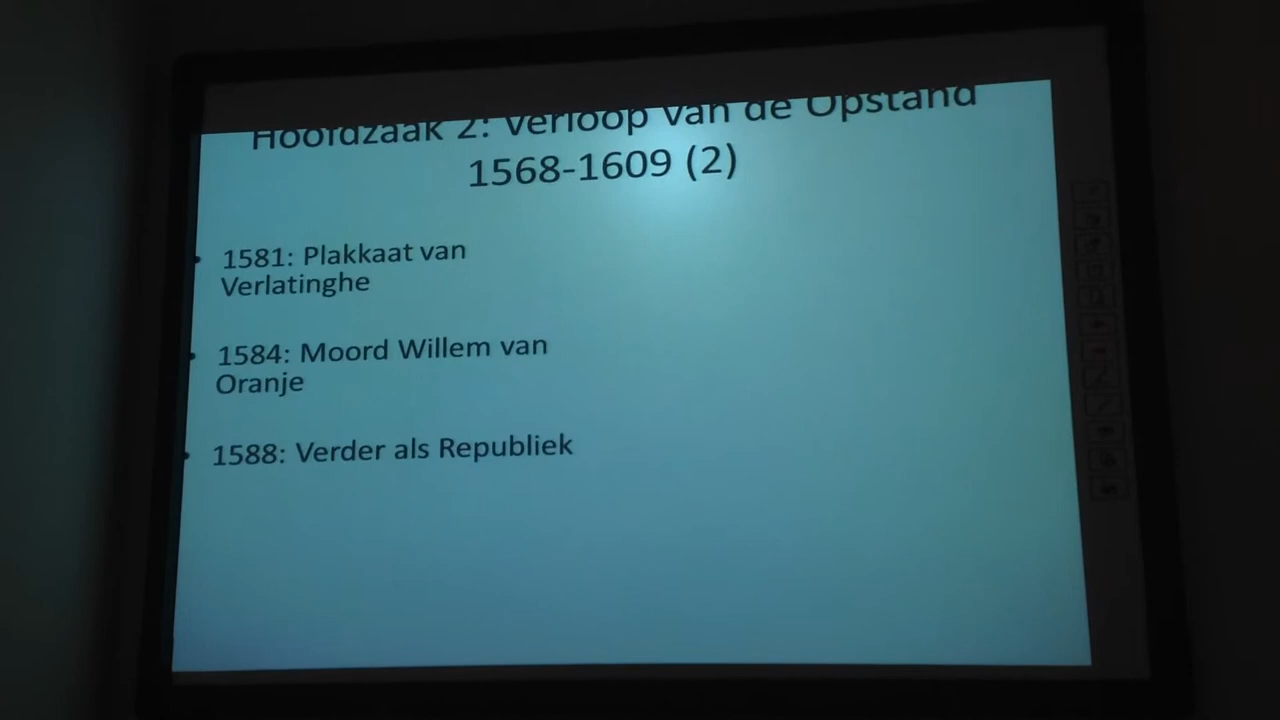 Hoofdzaak 2: Verloop van de Opstand
1568-1609 (2)
• 1581: Plakkaat van
Verlatinghe
• 1584: Moord Willem van
Oranje
• 1588: Verder als Republiek